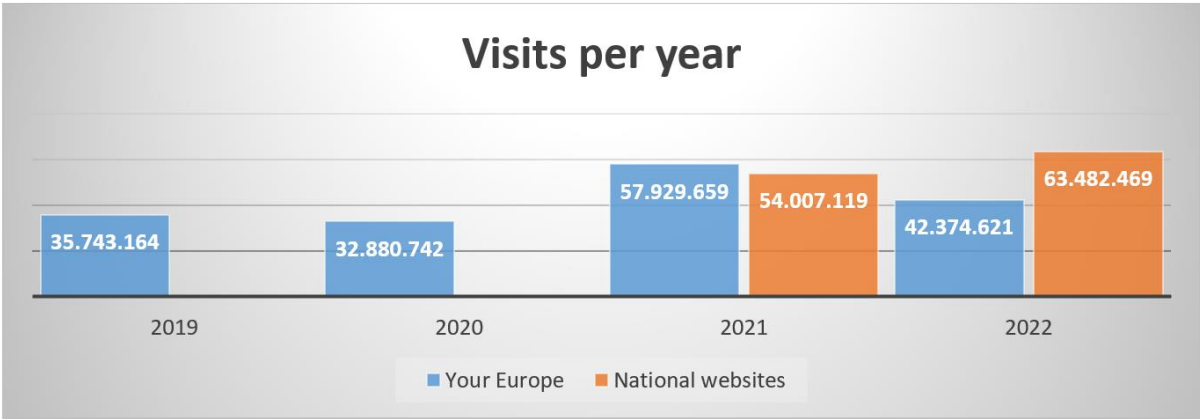 Visits per year
35.743.164
32.880.742
57.929.659
54.007.119
42.374.621
63.482.469
2019 2020 2021 2022
Your Europe National websites